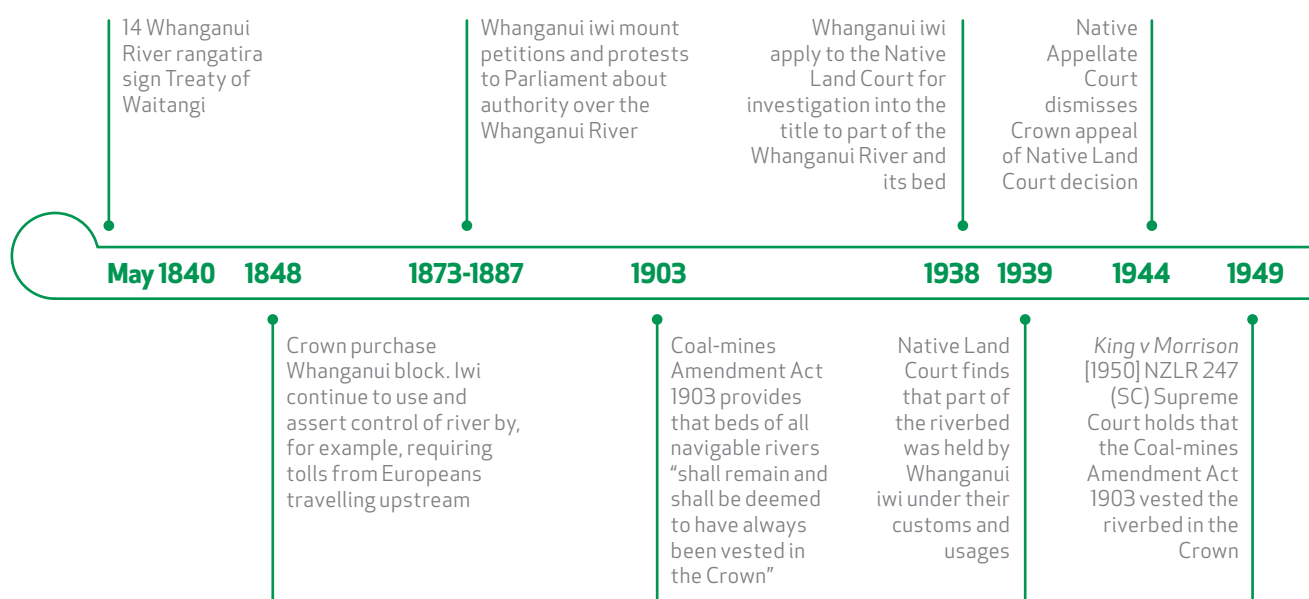 14 Whanganui
River rangatira
sign Treaty of
Waitangi
Whanganui iwi mount
petitions and protests
to Parliament about
authority over the
Whanganui River
Whanganui iwi
apply to the Native
Land Court for
investigation into the
title to part of the
Whanganui River and
its bed
Native
Appellate
Court
dismisses
Crown appeal
of Native Land
Court decision
May 1840 1848 1873-1887 1903 1938 1939 1944 1949
Crown purchase
Whanganui block. Iwi
continue to use and
assert control of river by,
for example, requiring
tolls from Europeans
travelling upstream
Coal-mines
Amendment Act
1903 provides
that beds of all
navigable rivers
“shall remain and
shall be deemed
to have always
been vested in
the Crown”
Native Land
Court finds
that part of
the riverbed
was held by
Whanganui
iwi under their
customs and
usages
King v Morrison
[1950] NZLR 247
(SC) Supreme
Court holds that
the Coal-mines
Amendment Act
1903 vested the
riverbed in the
Crown